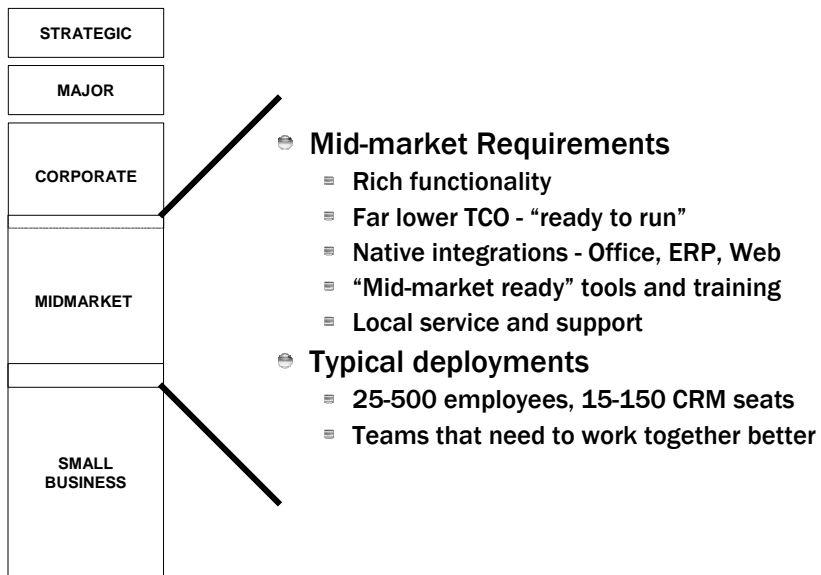 STRATEGIC
MAJOR
CORPORATE
MIDMARKET
SMALL
BUSINESS
Mid-market Requirements
Rich functionality
Far lower TCO - “ready to run”
Native integrations - Office, ERP, Web
“Mid-market ready” tools and training
Local service and support
Typical deployments
25-500 employees, 15-150 CRM seats
Teams that need to work together better